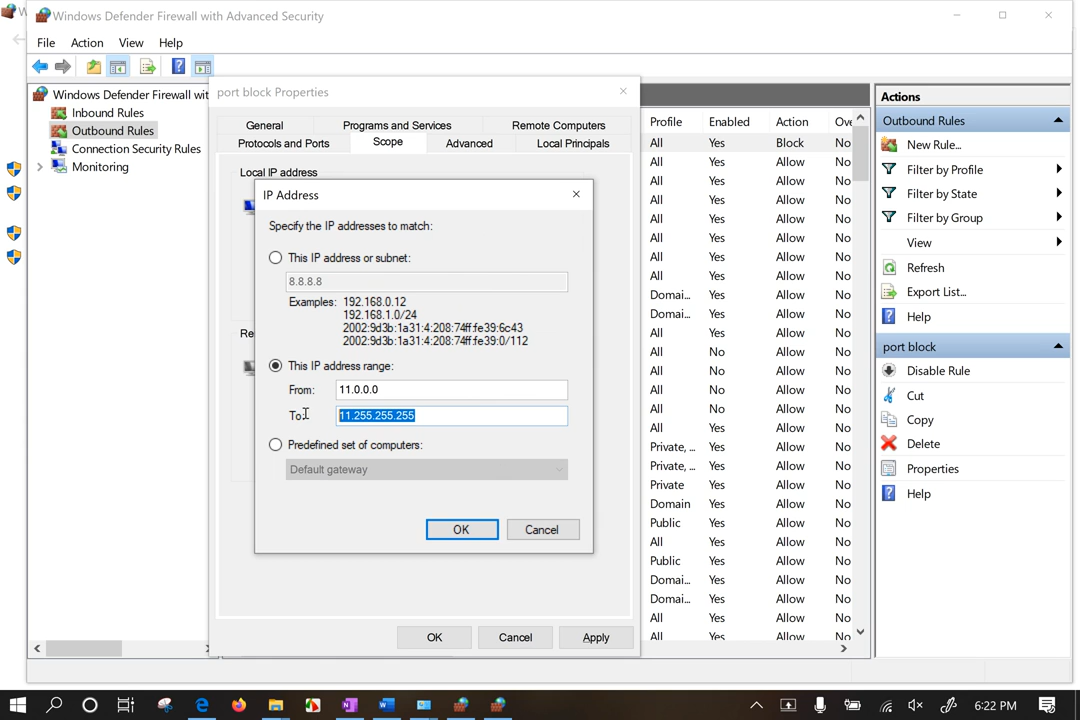 Windows Defender Firewall with Advanced Security
File Action View Help
Windows Defender Firewall wit
Inbound Rules
Outbound Rules
Connection Security Rules
Monitoring
port block Properties
General Programs and Services Remote Computers
Protocols and Ports Scope Advanced Local Principals
Local IP address
Re
IP Address
Specify the IP addresses to match:
This IP address or subnet:
8.8.8.8
Examples: 192.168.0.12
192.168.1.0/24
2002:9d3b:1a31:4:208:74ff:fe39:6c43
2002:9d3b:1a31:4:208:74ff:fe39:0/112
This IP address range:
From: 11.0.0.0
To: 11.255.255.255
Predefined set of computers:
Default gateway
OK Cancel
OK Cancel Apply
Profile Enabled Action Ove
All Yes Block No
All Yes Allow No
All Yes Allow No
All Yes Allow No
All Yes Allow No
All Yes Allow No
All Yes Allow No
All Yes Allow No
Domai... Yes Allow No
Domai... Yes Allow No
All Yes Allow No
All No Allow No
All No Allow No
All No Allow No
All No Allow No
All Yes Allow No
Private, ... Yes Allow No
Private, ... Yes Allow No
Private Yes Allow No
Domain Yes Allow No
Public Yes Allow No
All Yes Allow No
Public Yes Allow No
Domai... Yes Allow No
Domai... Yes Allow No
All Yes Allow No
All Yes Allow No
Actions
Outbound Rules
New Rule...
Filter by Profile
Filter by State
Filter by Group
View
Refresh
Export List...
Help
port block
Disable Rule
Cut
Copy
Delete
Properties
Help
6:22 PM